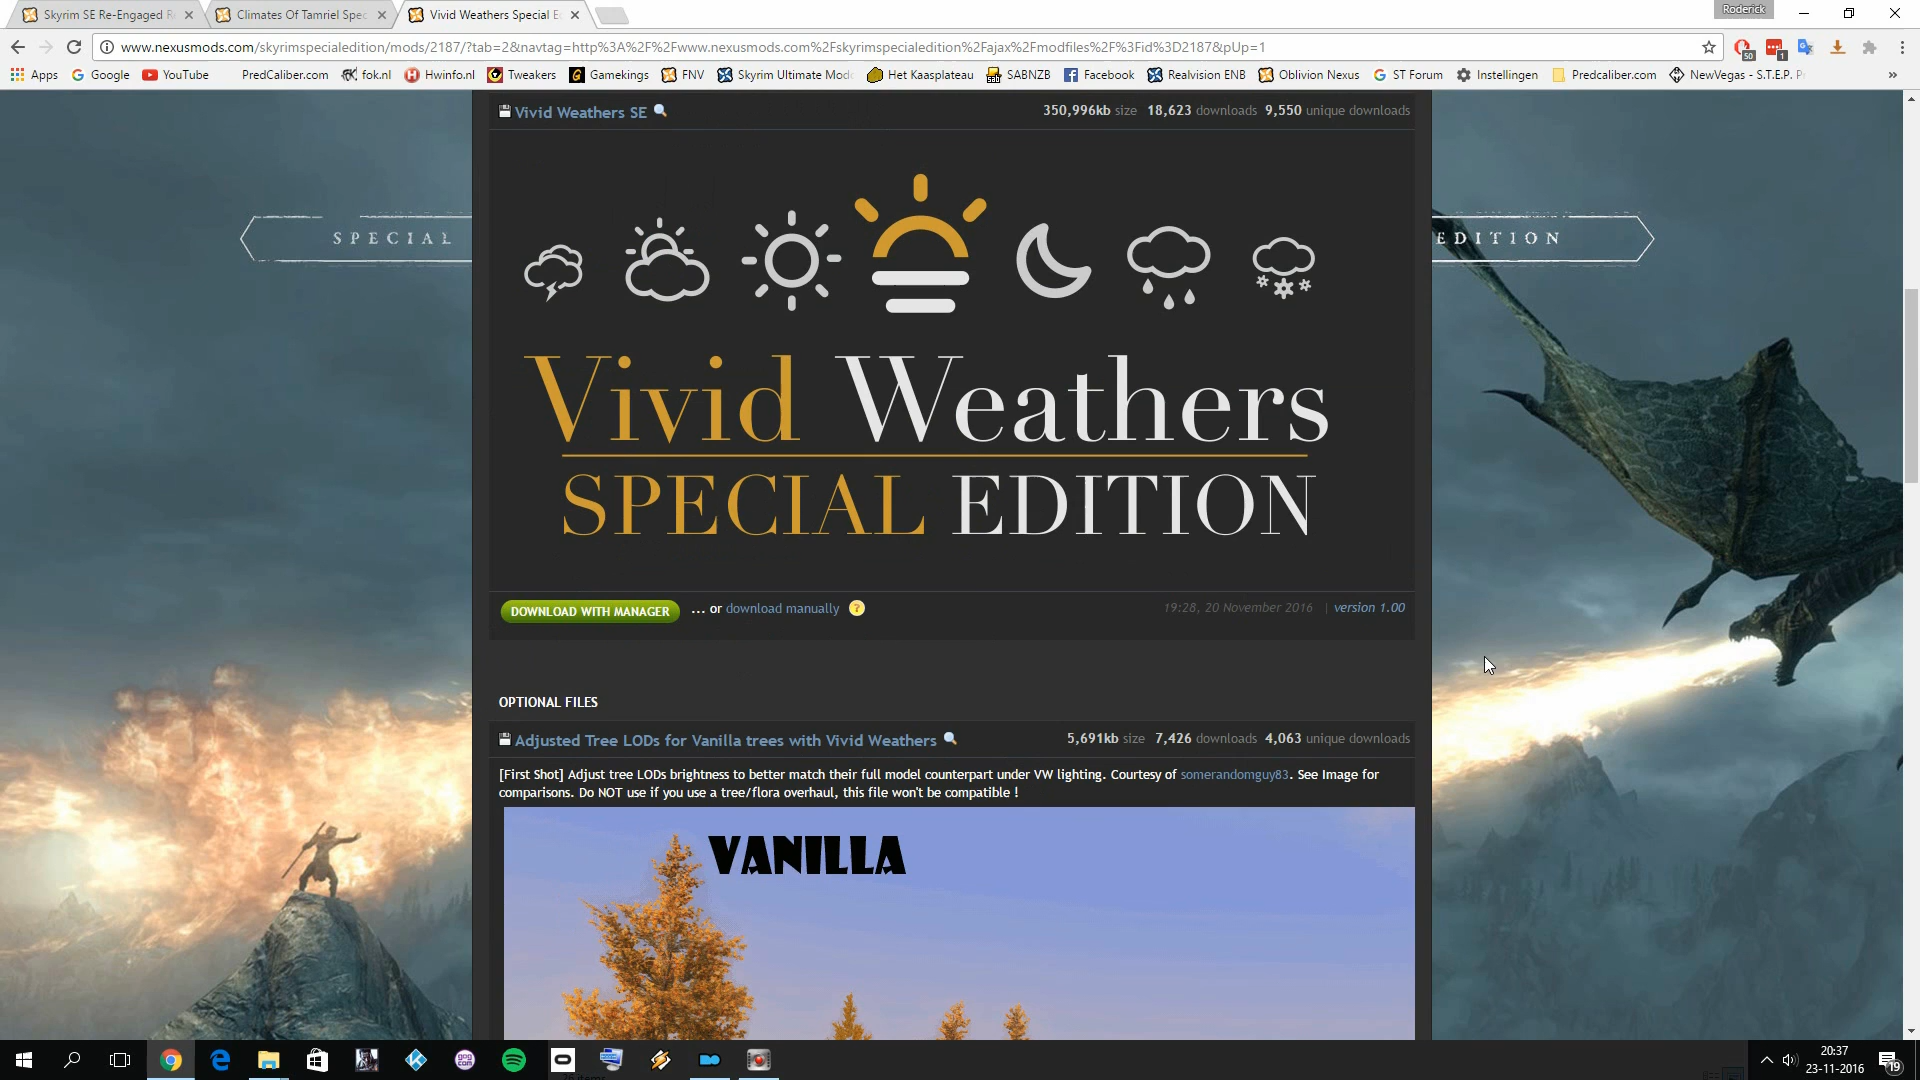 Skyrim SE Re-Engaged
Climates Of Tamriel Spec
Vivid Weathers Special E
Roderick
www.nexusmods.com/skyrimspecialedition/mods/2187/?tab=2&navtag=http%3A%2F%2Fwww.nexusmods.com%2Fskyrimspecialedition%2Fajax%2Fmodfiles%2F%3Fid%3D2187&pUp=1
50
1
Apps Google YouTube PredCaliber.com fok.nl Hwinfo.nl Tweakers Gamekings FNV Skyrim Ultimate Mod Het Kaasplateau SABNZB Facebook Realvision ENB Oblivion Nexus ST Forum Instellingen Predcaliber.com NewVegas - S.T.E.P.
Vivid Weathers SE
350,996kb size 18,623 downloads 9,550 unique downloads
SPECIAL
EDITION
Vivid Weathers
SPECIAL EDITION
DOWNLOAD WITH MANAGER ... or download manually ?
19:28, 20 November 2016 | version 1.00
OPTIONAL FILES
Adjusted Tree LODs for Vanilla trees with Vivid Weathers
5,691kb size 7,426 downloads 4,063 unique downloads
[First Shot] Adjust tree LODs brightness to better match their full model counterpart under VW lighting. Courtesy of somerandomguy83. See Image for
comparisons. Do NOT use if you use a tree/flora overhaul, this file won't be compatible !
VANILLA
20:37
23-11-2016
19